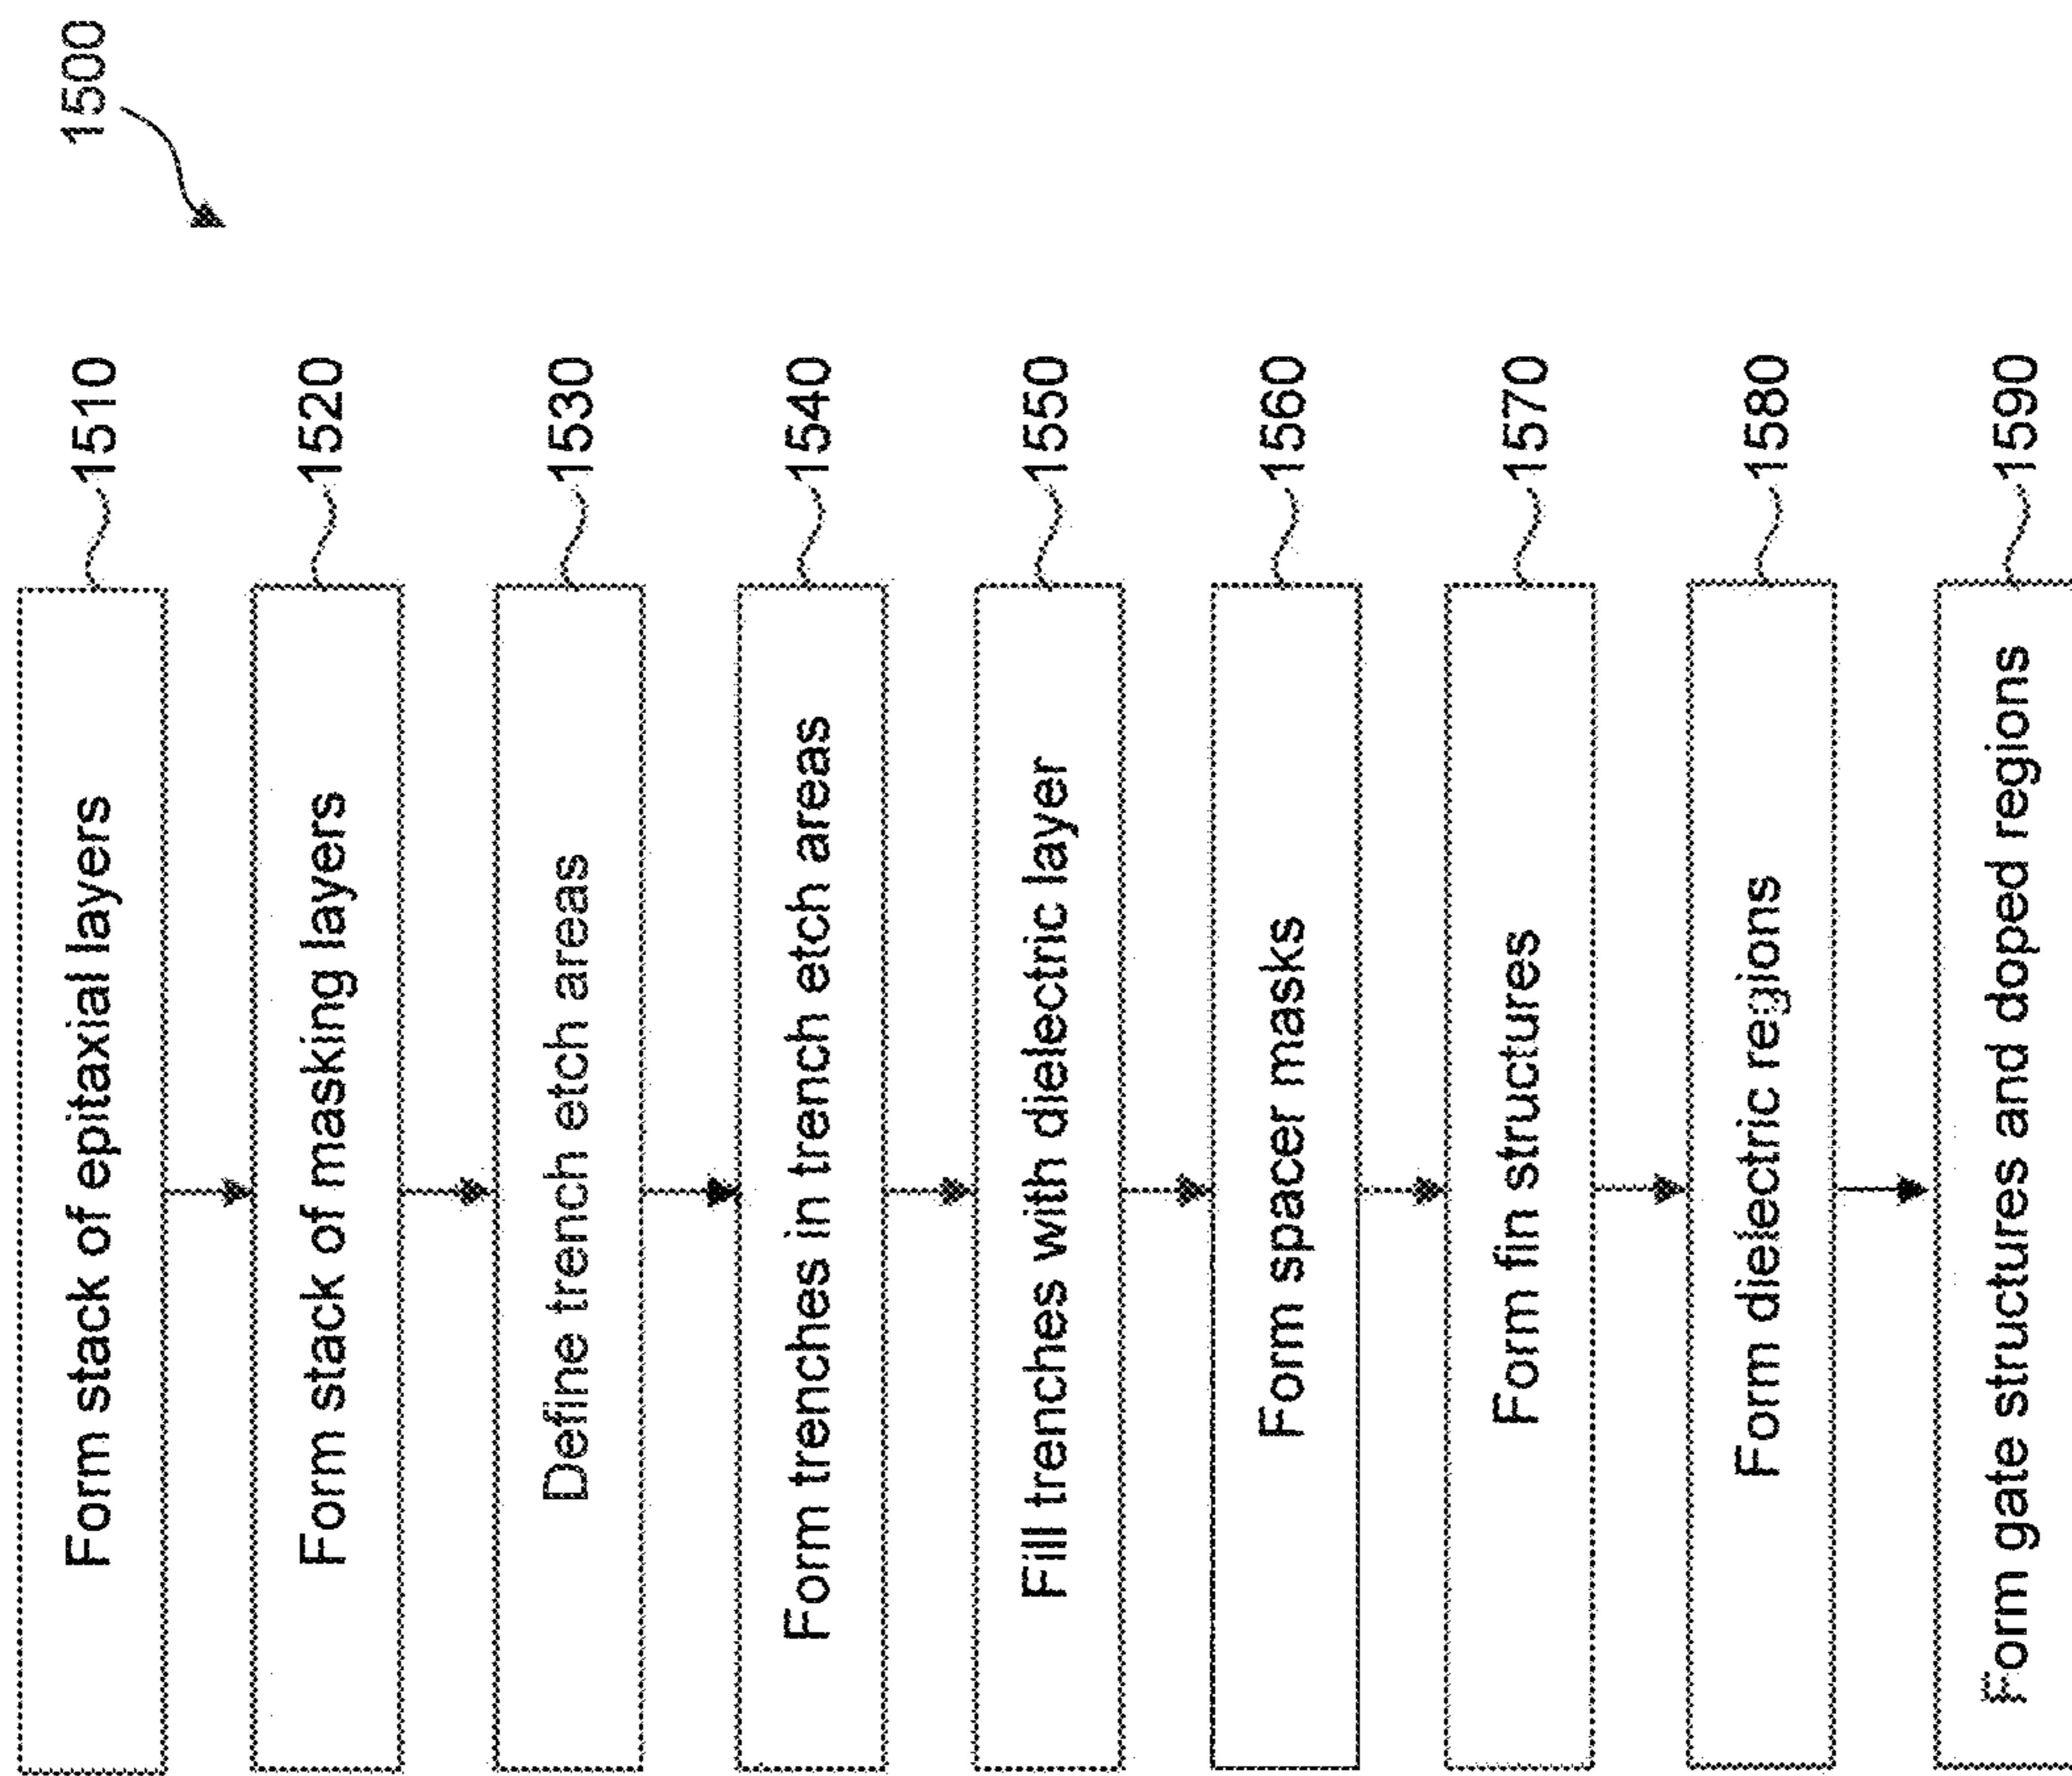 1500
Form stack of epitaxial layers 1510
Form stack of masking layers 1520
Define trench etch areas 1530
Form trenches in trench etch areas 1540
Fill trenches with dielectric layer 1550
Form spacer masks 1560
Form fin structures 1570
Form dielectric regions 1580
Form gate structures and doped regions 1590